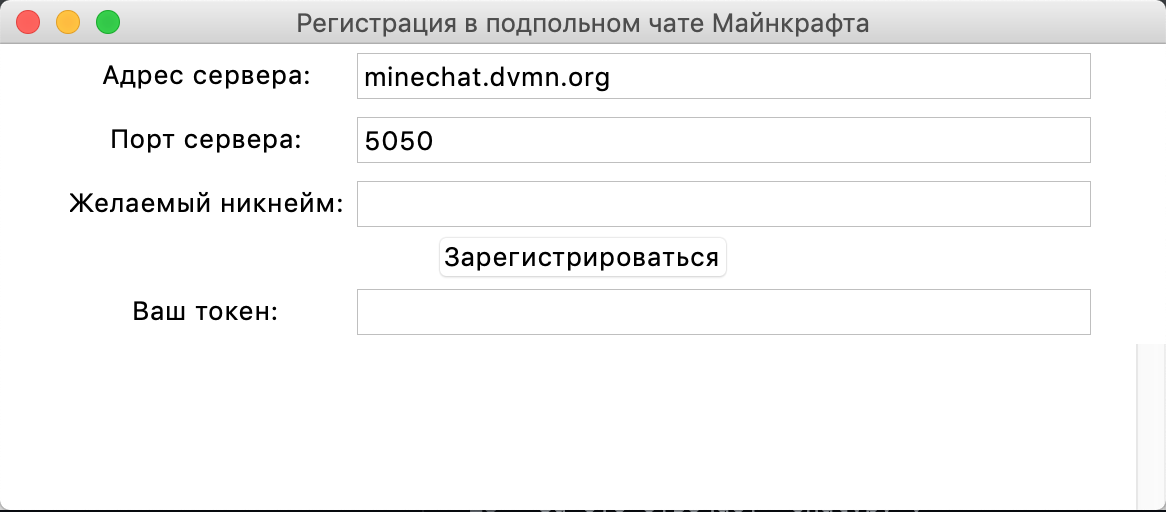 Регистрация в подпольном чате Майнкрафта
Адрес сервера: minechat.dvmn.org
Порт сервера: 5050
Желаемый никнейм:
Зарегистрироваться
Ваш токен: